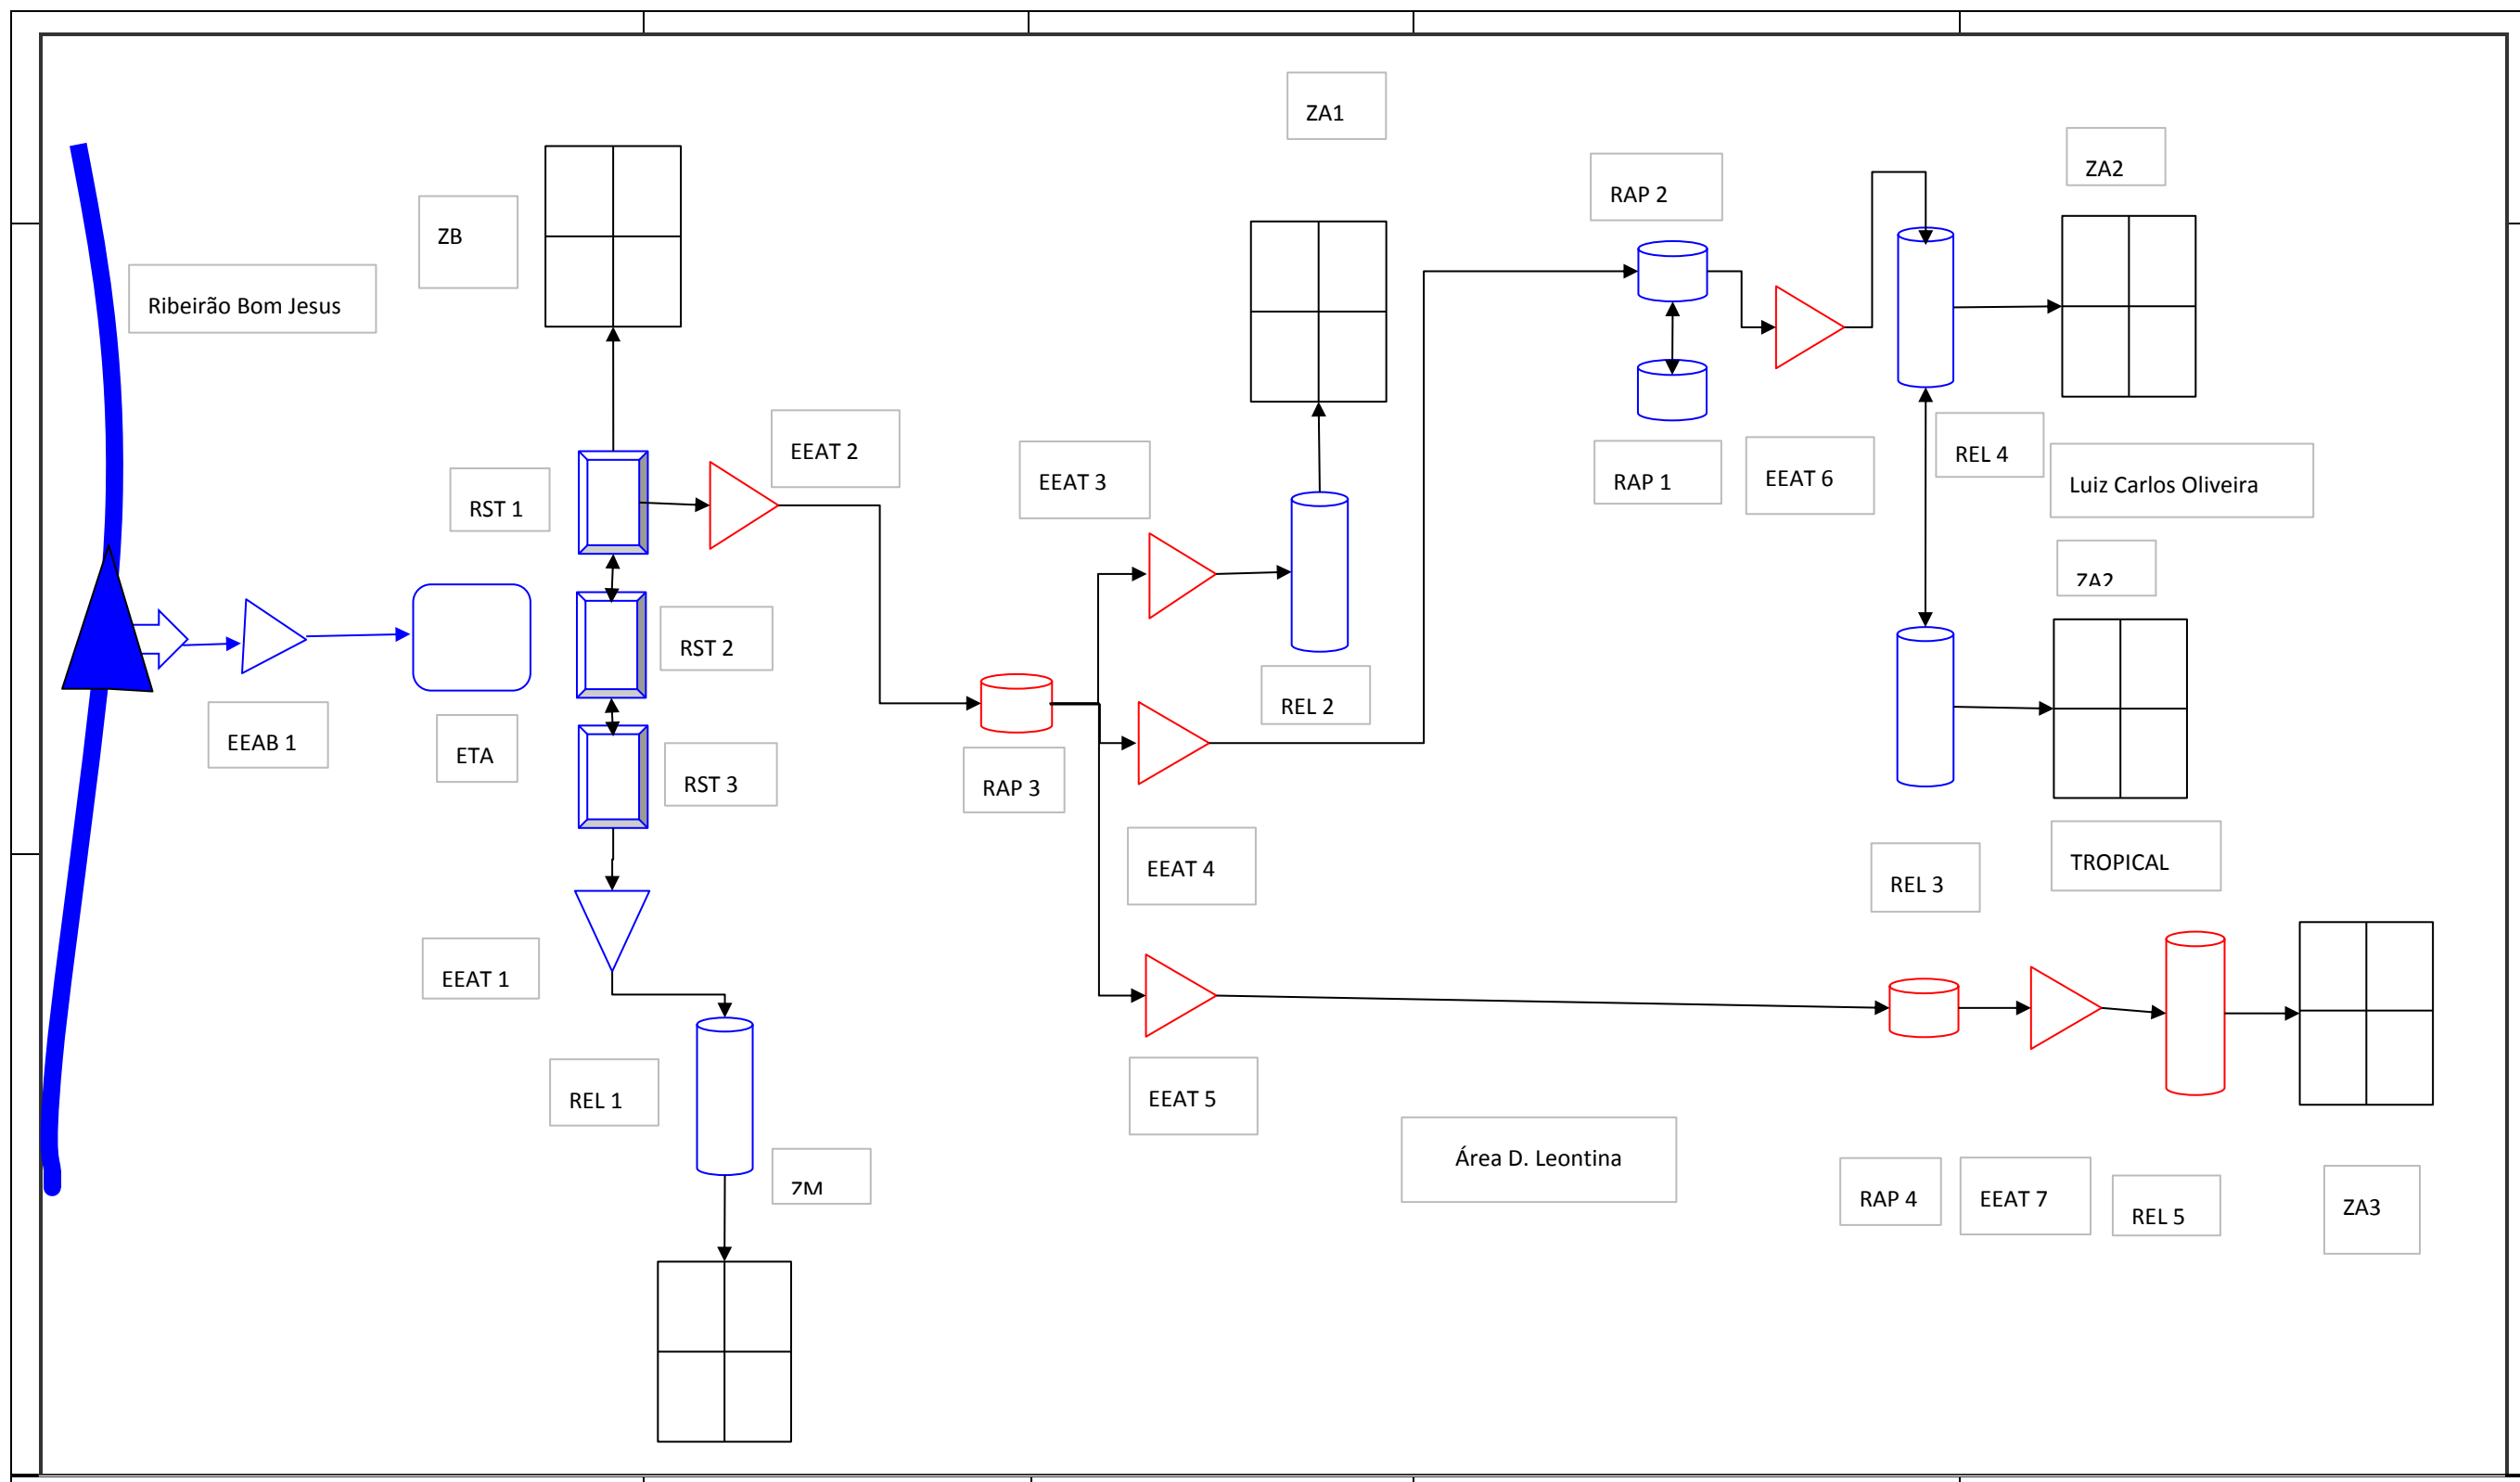 ZA1
ZA2
RAP 2
ZB
Ribeirão Bom Jesus
EEAT 2
EEAT 3
RST 1
RAP 1
EEAT 6
REL 4
Luiz Carlos Oliveira
ZA2
RST 2
EEAB 1
ETA
RST 3
RAP 3
REL 2
EEAT 4
REL 3
TROPICAL
EEAT 1
REL 1
EEAT 5
Área D. Leontina
ZM
RAP 4
EEAT 7
REL 5
ZA3